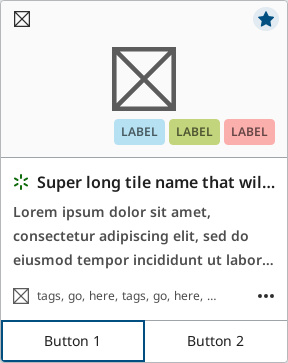 LABEL LABEL LABEL
Super long tile name that wil...
Lorem ipsum dolor sit amet,
consectetur adipiscing elit, sed do
eiusmod tempor incididunt ut labor...
tags, go, here, tags, go, here, ...
Button 1 Button 2